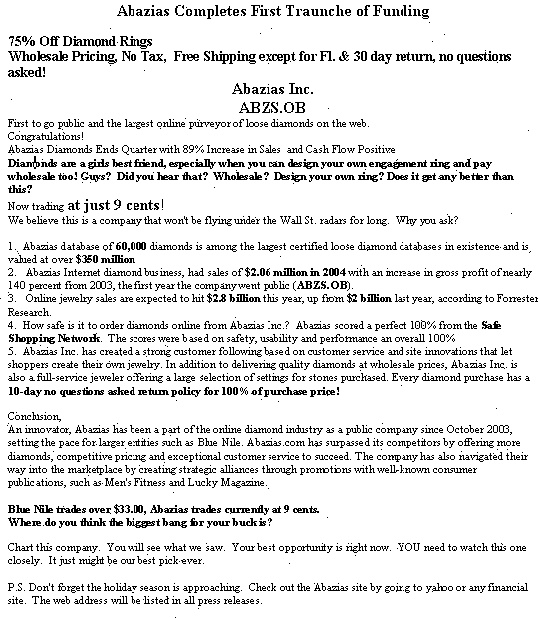 Abazias Completes First Traunche of Funding
75% Off Diamond Rings
Wholesale Pricing, No Tax, Free Shipping except for Fl. & 30 day return, no questions
asked!
Abazias Inc.
ABZS.OB
First to go public and the largest online purveyor of loose diamonds on the web.
Congratulations!
Abazias Diamonds Ends Quarter with 89% Increase in Sales and Cash Flow Positive
Diamonds are a girls best friend, especially when you can design your own engagement ring and pay
wholesale too! Guys? Did you hear that? Wholesale? Design your own ring? Does it get any better than
this?
Now trading at just 9 cents!
We believe this is a company that won't be flying under the Wall St. radars for long. Why you ask?
1. Abazias database of 60,000 diamonds is among the largest certified loose diamond databases in existence and is
valued at over $350 million
2. Abazias Internet diamond business, had sales of $2.06 million in 2004 with an increase in gross profit of nearly
140 percent from 2003, the first year the company went public (ABZS.OB).
3. Online jewelry sales are expected to hit $2.8 billion this year, up from $2 billion last year, according to Forrester
Research.
4. How safe is it to order diamonds online from Abazias Inc.? Abazias scored a perfect 100% from the Safe
Shopping Network. The scores were based on safety, usability and performance an overall 100%
5. Abazias Inc. has created a strong customer following based on customer service and site innovations that let
shoppers create their own jewelry. In addition to delivering quality diamonds at wholesale prices, Abazias Inc. is
also a full-service jeweler offering a large selection of settings for stones purchased. Every diamond purchase has a
10-day no questions asked return policy for 100% of purchase price!
Conclusion,
An innovator, Abazias has been a part of the online diamond industry as a public company since October 2003,
setting the pace for larger entities such as Blue Nile. Abazias.com has surpassed its competitors by offering more
diamonds, competitive pricing and exceptional customer service to succeed. The company has also navigated their
way into the marketplace by creating strategic alliances through promotions with well-known consumer
publications, such as Men's Fitness and Lucky Magazine.
Blue Nile trades over $33.00, Abazias trades currently at 9 cents.
Where do you think the biggest bang for your buck is?
Chart this company. You will see what we saw. Your best opportunity is right now. YOU need to watch this one
closely. It just might be our best pick ever.
P.S. Don't forget the holiday season is approaching. Check out the Abazias site by going to yahoo or any financial
site. The web address will be listed in all press releases.